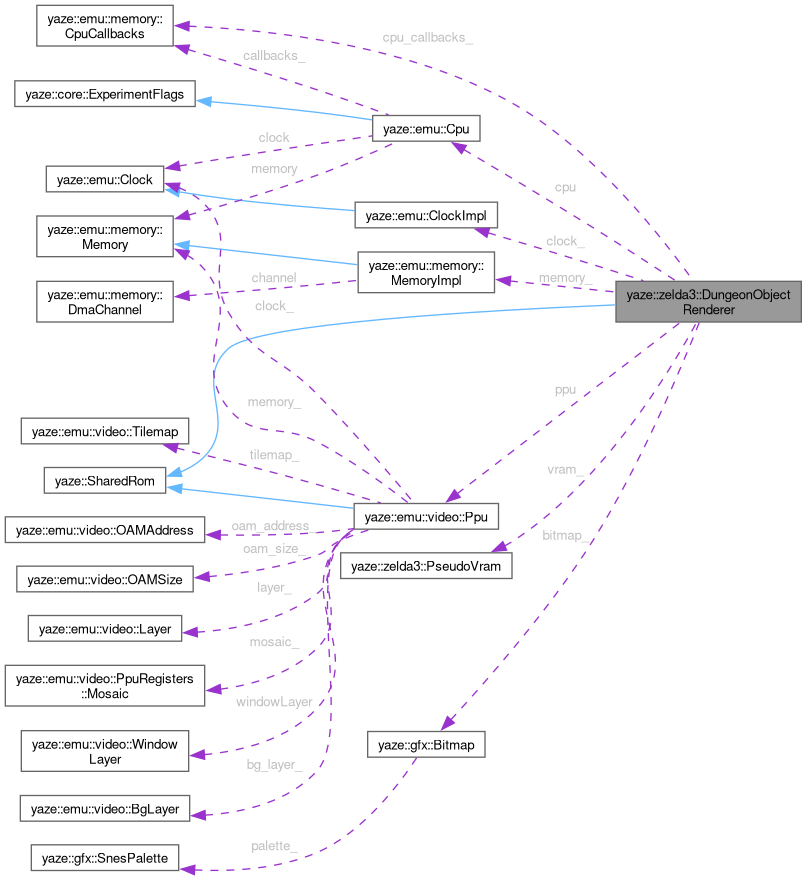 yaze::emu::memory::
CpuCallbacks
cpu_callbacks_
callbacks_
yaze::core::ExperimentFlags
yaze::emu::Cpu
clock
memory
yaze::emu::Clock
cpu
yaze::emu::ClockImpl
yaze::emu::memory::
Memory
clock_
yaze::emu::memory::
MemoryImpl
channel
memory_
yaze::emu::memory::
DmaChannel
clock_
yaze::zelda3::DungeonObject
Renderer
ppu
memory_
yaze::emu::video::Tilemap
tilemap_
vram_
yaze::SharedRom
yaze::emu::video::Ppu
yaze::emu::video::OAMAddress
oam_address_
bitmap_
oam_size_
yaze::zelda3::PseudoVram
yaze::emu::video::OAMSize
layer_
yaze::emu::video::Layer
mosaic_
yaze::emu::video::PpuRegisters
::Mosaic
windowLayer
yaze::emu::video::Window
Layer
yaze::gfx::Bitmap
bg_layer_
yaze::emu::video::BgLayer
palette_
yaze::gfx::SnesPalette